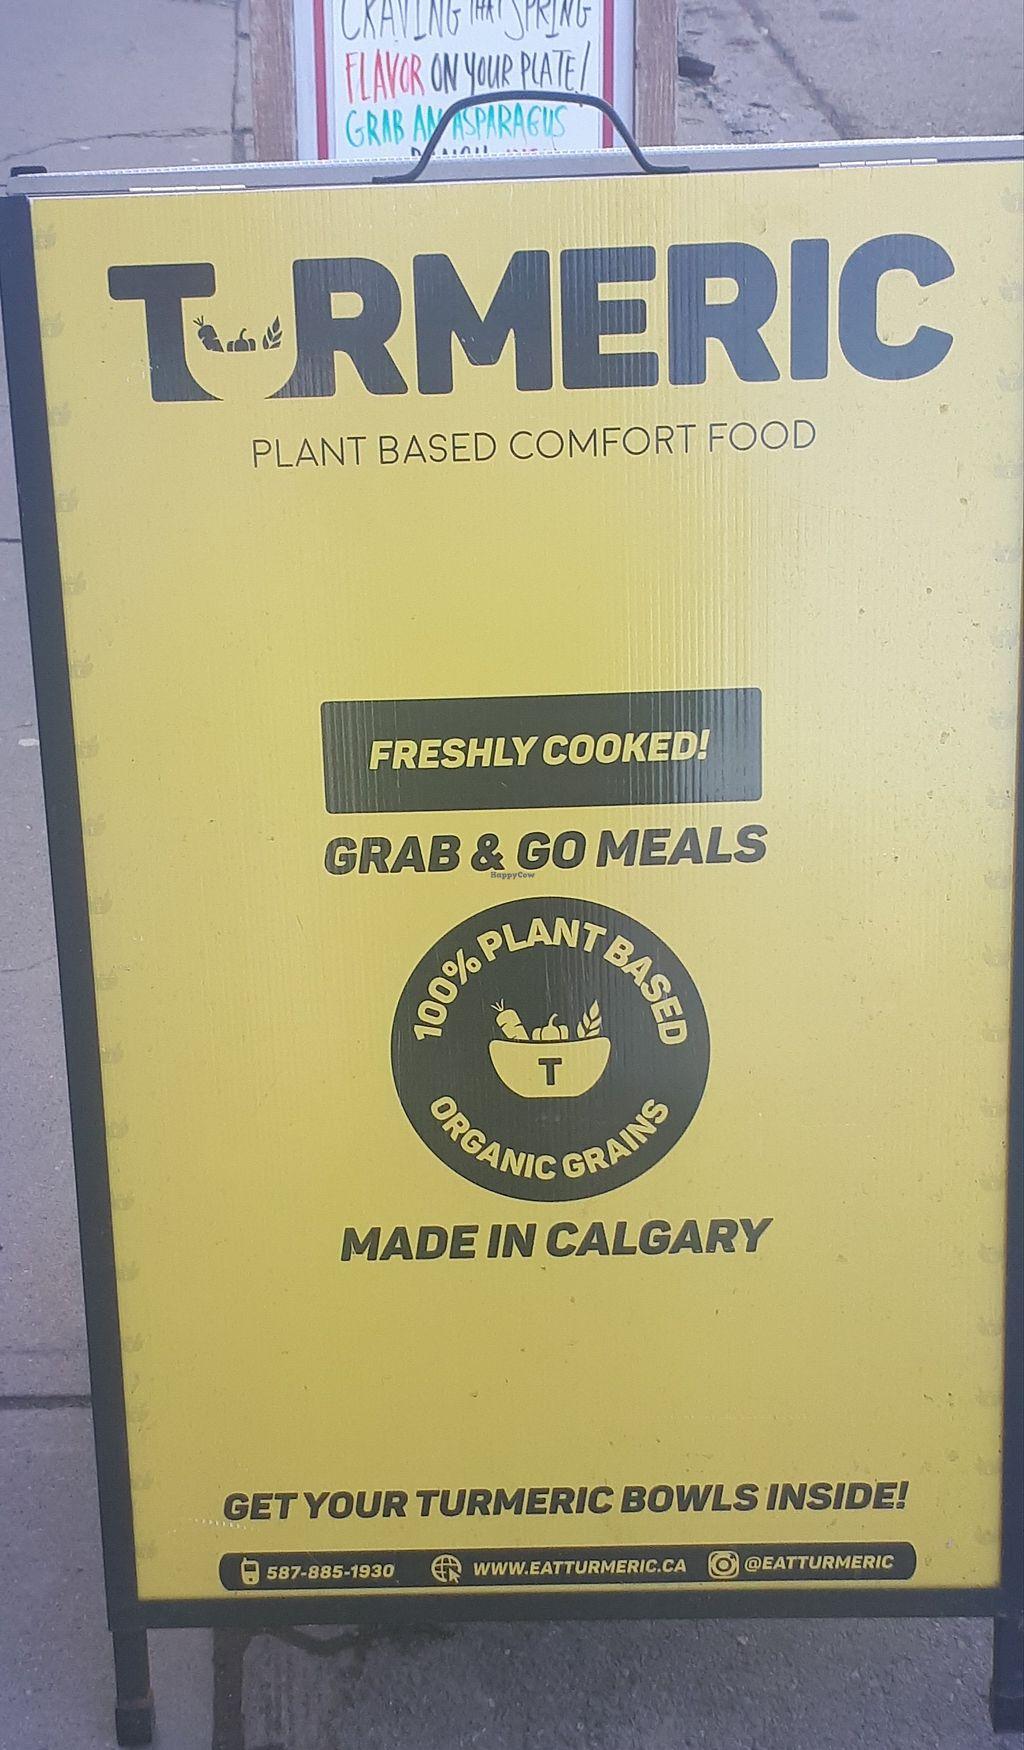 CRAVING THAT SPRING
FLAVOR ON YOUR PLATE!
GRAB AN ASPARAGUS
TURMERIC
PLANT BASED COMFORT FOOD
FRESHLY COOKED!
GRAB & GO MEALS
HappyCow
100% PLANT BASED
T
ORGANIC GRAINS
MADE IN CALGARY
GET YOUR TURMERIC BOWLS INSIDE!
587-885-1930 WWW.EATTURMERIC.CA @EATTURMERIC